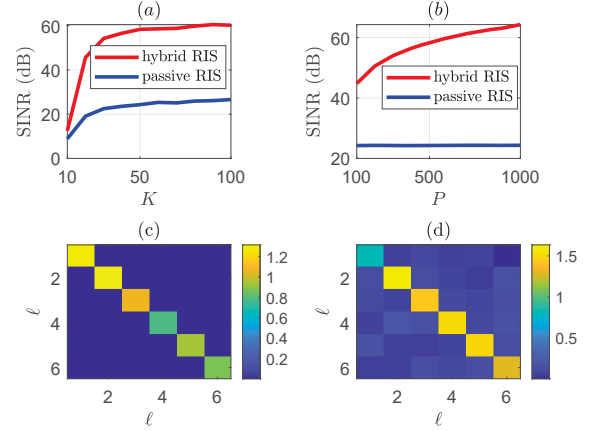 (a)
SINR (dB)
60
40
20
0
hybrid RIS
passive RIS
10
50
100
K
(b)
SINR (dB)
60
40
20
hybrid RIS
passive RIS
100
500
1000
P
(c)
ℓ
2
4
6
2
4
6
ℓ
1.2
1
0.8
0.6
0.4
0.2
(d)
ℓ
2
4
6
2
4
6
ℓ
1.5
1
0.5